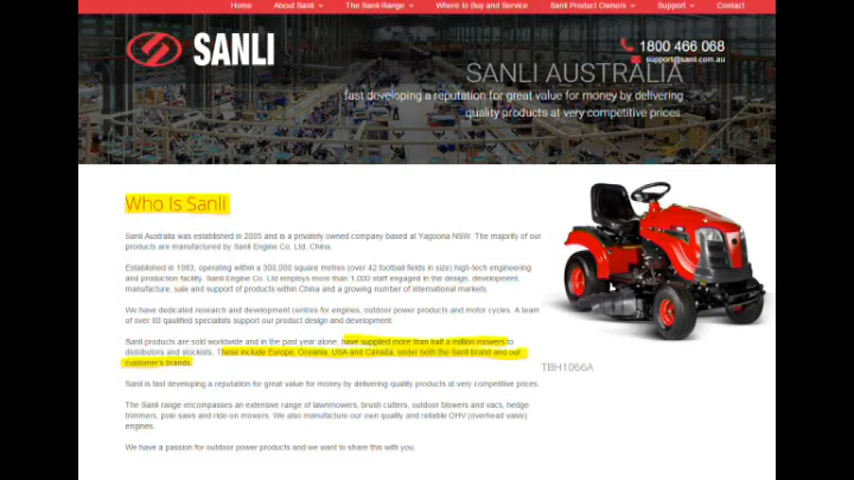 Home About Sanli The Sanli Range Where to Buy and Service Sanli Product Owners Support Contact
SANLI
1800 466 068
support@sanli.com.au
SANLI AUSTRALIA
fast developing a reputation for great value for money by delivering
quality products at very competitive prices.
Who Is Sanli
Sanli Australia was established in 2005 and is a privately owned company based at Yagoona NSW. The majority of our
products are manufactured by Sanli Engine Co. Ltd, China.
Established in 1993, operating within a 300,000 square metres (over 42 football fields in size) high-tech engineering
and production facility. Sanli Engine Co. Ltd employs more than 1,000 staff engaged in the design, development,
manufacture, sale and support of products within China and a growing number of international markets.
We have dedicated research and development centres for engines, outdoor power products and motor cycles. A team
of over 80 qaulified specialists support our product design and development.
Sanli products are sold worldwide and in the past year alone, have supplied more than half a million mowers to
distributors and stockists. These include Europe, Oceania, USA and Canada, under both the Sanli brand and our
customer's brands.
TBH1066A
Sanli is fast developing a reputation for great value for money by delivering quality products at very competitive prices.
The Sanli range encompasses an extensive range of lawnmowers, brush cutters, outdoor blowers and vacs, hedge
trimmers, pole saws and ride-on mowers. We also manufacture our own quality and reliable OHV (overhead valve)
engines.
We have a passion for outdoor power products and we want to share this with you.